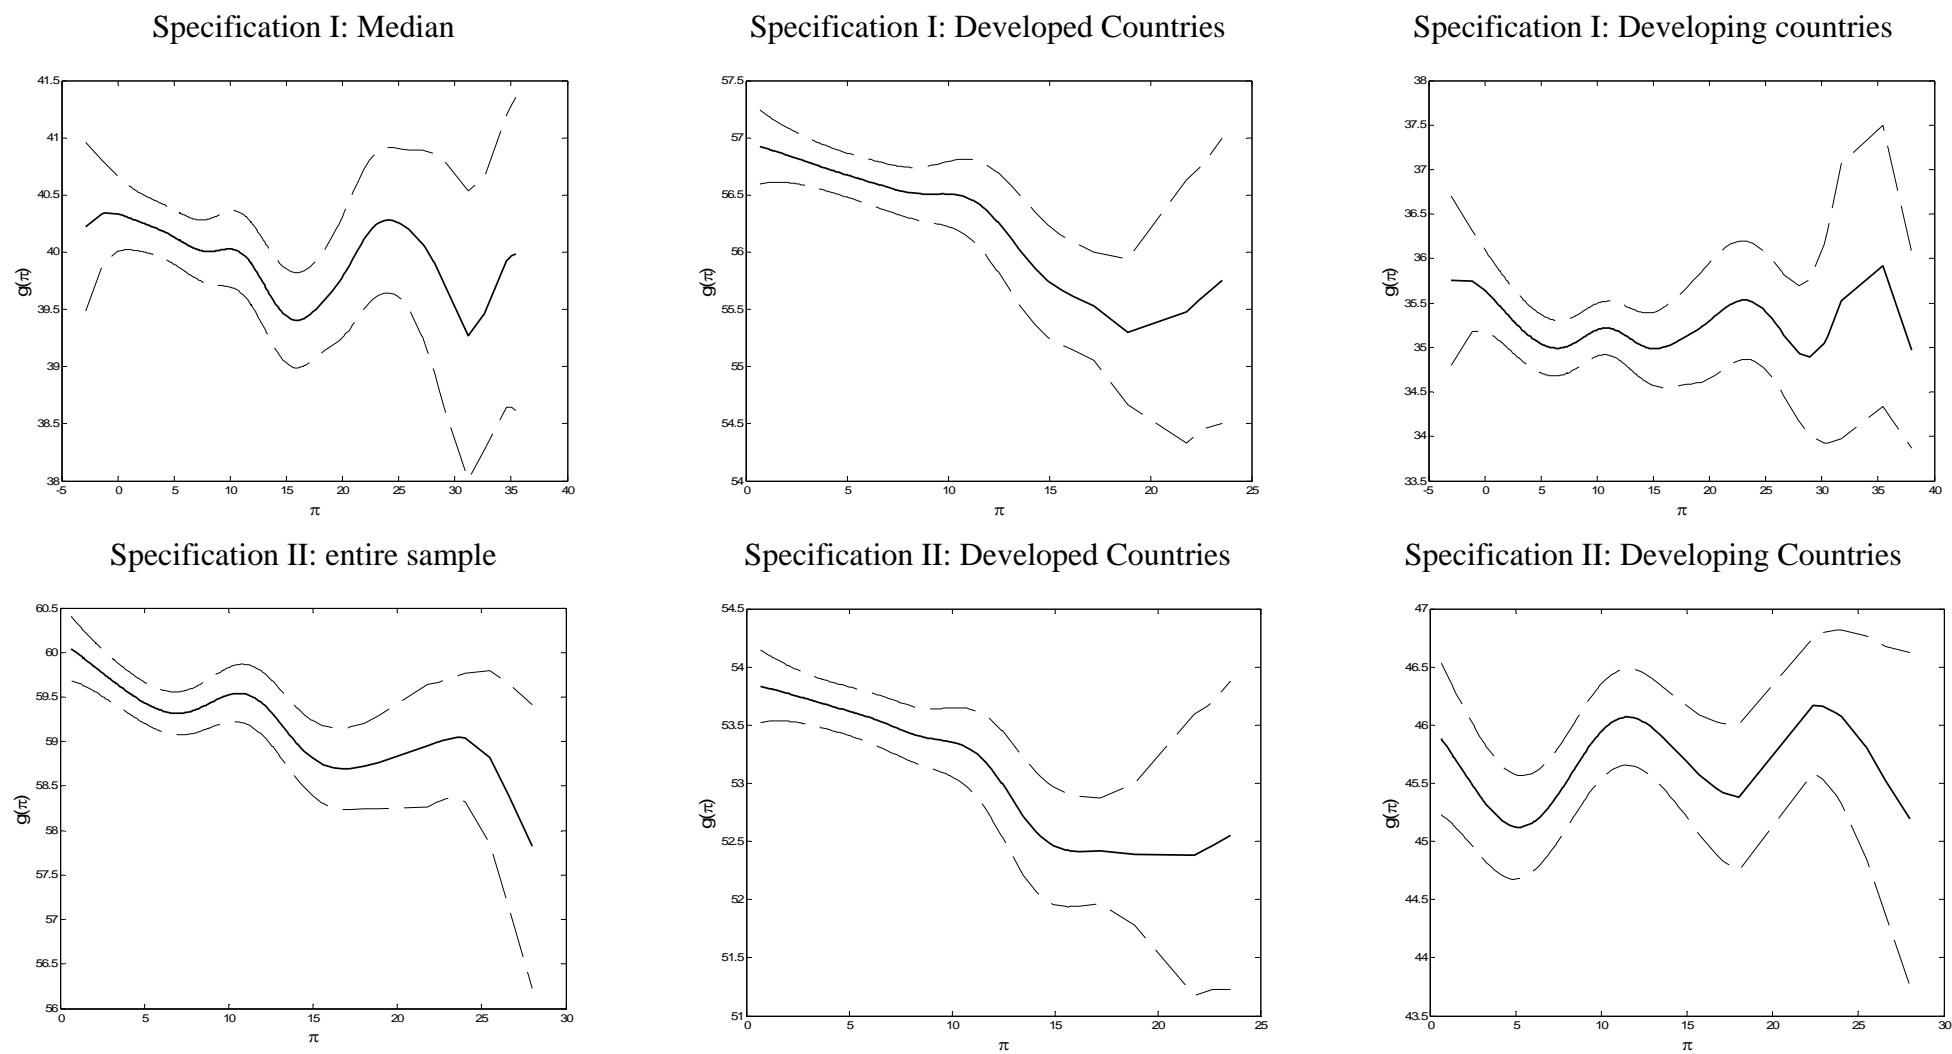 Specification I: Median
41.5
41
40.5
40
39.5
39
38.5
38
g(π)
-5 0 5 10 15 20 25 30 35 40
π
Specification I: Developed Countries
57.5
57
56.5
56
55.5
55
54.5
54
g(π)
0 5 10 15 20 25
π
Specification I: Developing countries
38
37.5
37
36.5
36
35.5
35
34.5
34
33.5
g(π)
-5 0 5 10 15 20 25 30 35 40
π
Specification II: entire sample
60.5
60
59.5
59
58.5
58
57.5
57
56.5
56
g(π)
0 5 10 15 20 25 30
π
Specification II: Developed Countries
54.5
54
53.5
53
52.5
52
51.5
51
g(π)
0 5 10 15 20 25
π
Specification II: Developing Countries
47
46.5
46
45.5
45
44.5
44
43.5
g(π)
0 5 10 15 20 25 30
π